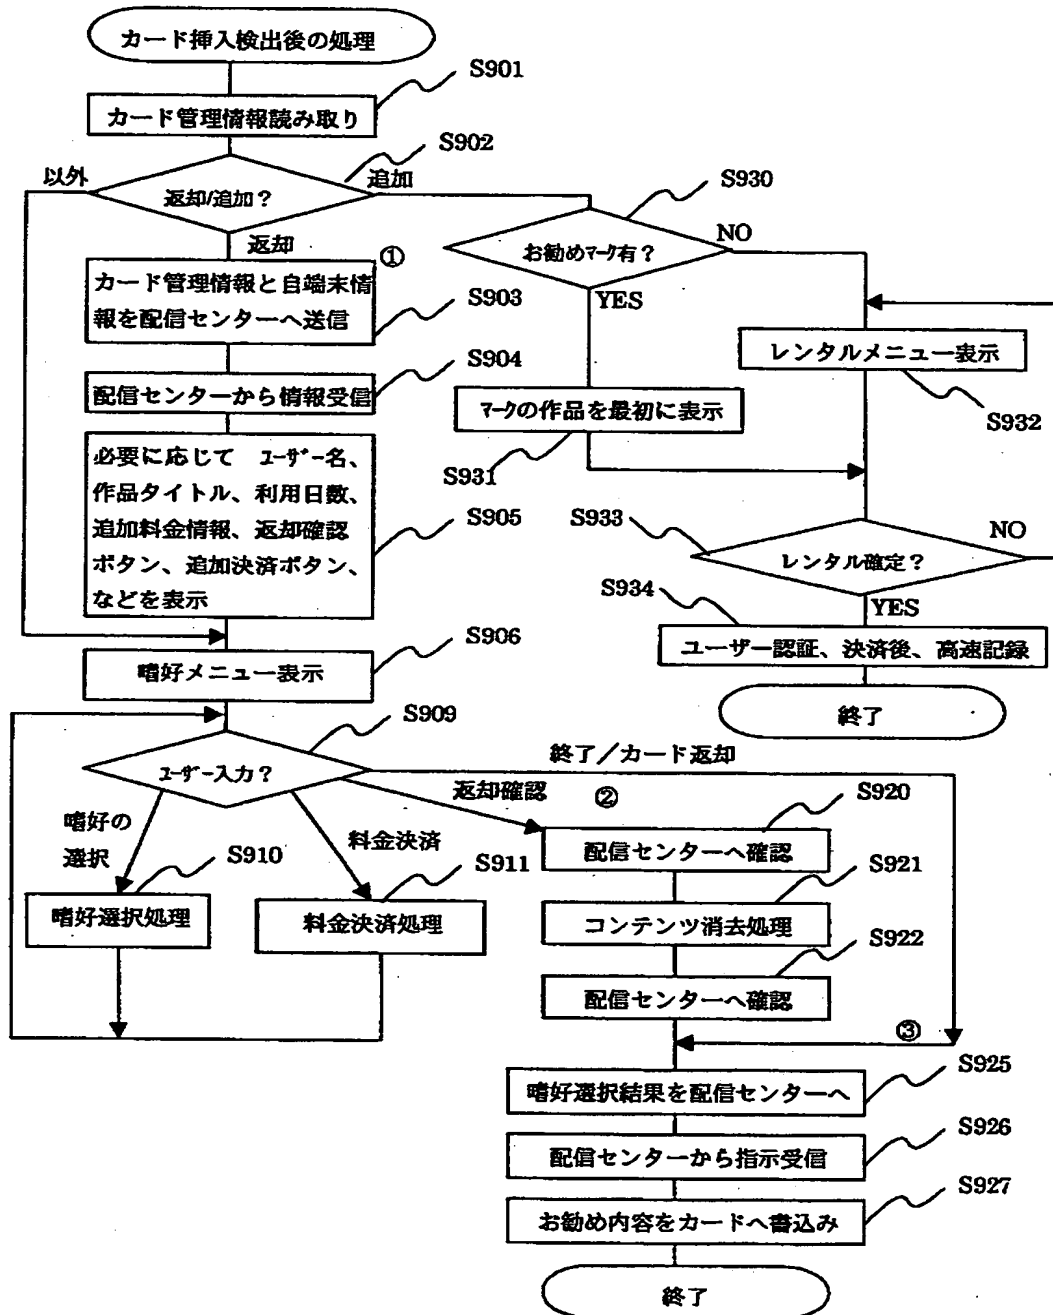 カード挿入検出後の処理
S901
カード管理情報読み取り
S902
以外
返却/追加？
追加
返却
①
カード管理情報と自端末情
報を配信センターへ送信
S903
S904
配信センターから情報受信
必要に応じて ユーザー名、
作品タイトル、利用日数、
追加料金情報、返却確認
ボタン、追加決済ボタン、
などを表示
S905
S906
嗜好メニュー表示
S930
お勧めマーク有？
NO
YES
レンタルメニュー表示
S932
マークの作品を最初に表示
S931
S933
レンタル確定？
NO
S934
YES
ユーザー認証、決済後、高速記録
終了
S909
ユーザー入力？
終了／カード返却
返却確認
②
嗜好の
選択
料金決済
S910
嗜好選択処理
S911
料金決済処理
S920
配信センターへ確認
S921
コンテンツ消去処理
S922
配信センターへ確認
③
S925
嗜好選択結果を配信センターへ
S926
配信センターから指示受信
S927
お勧め内容をカードへ書込み
終了